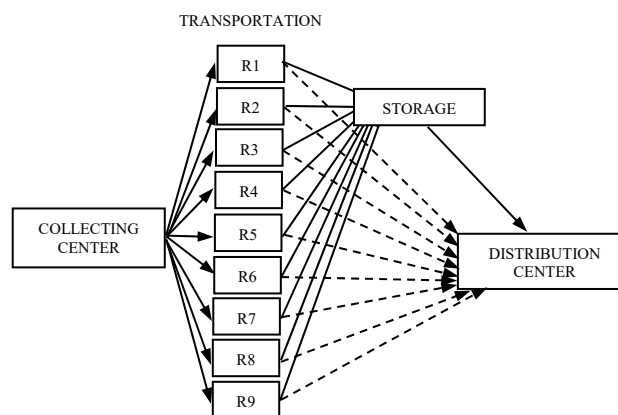 TRANSPORTATION
R1
R2
STORAGE
R3
R4
COLLECTING
CENTER
R5
DISTRIBUTION
CENTER
R6
R7
R8
R9